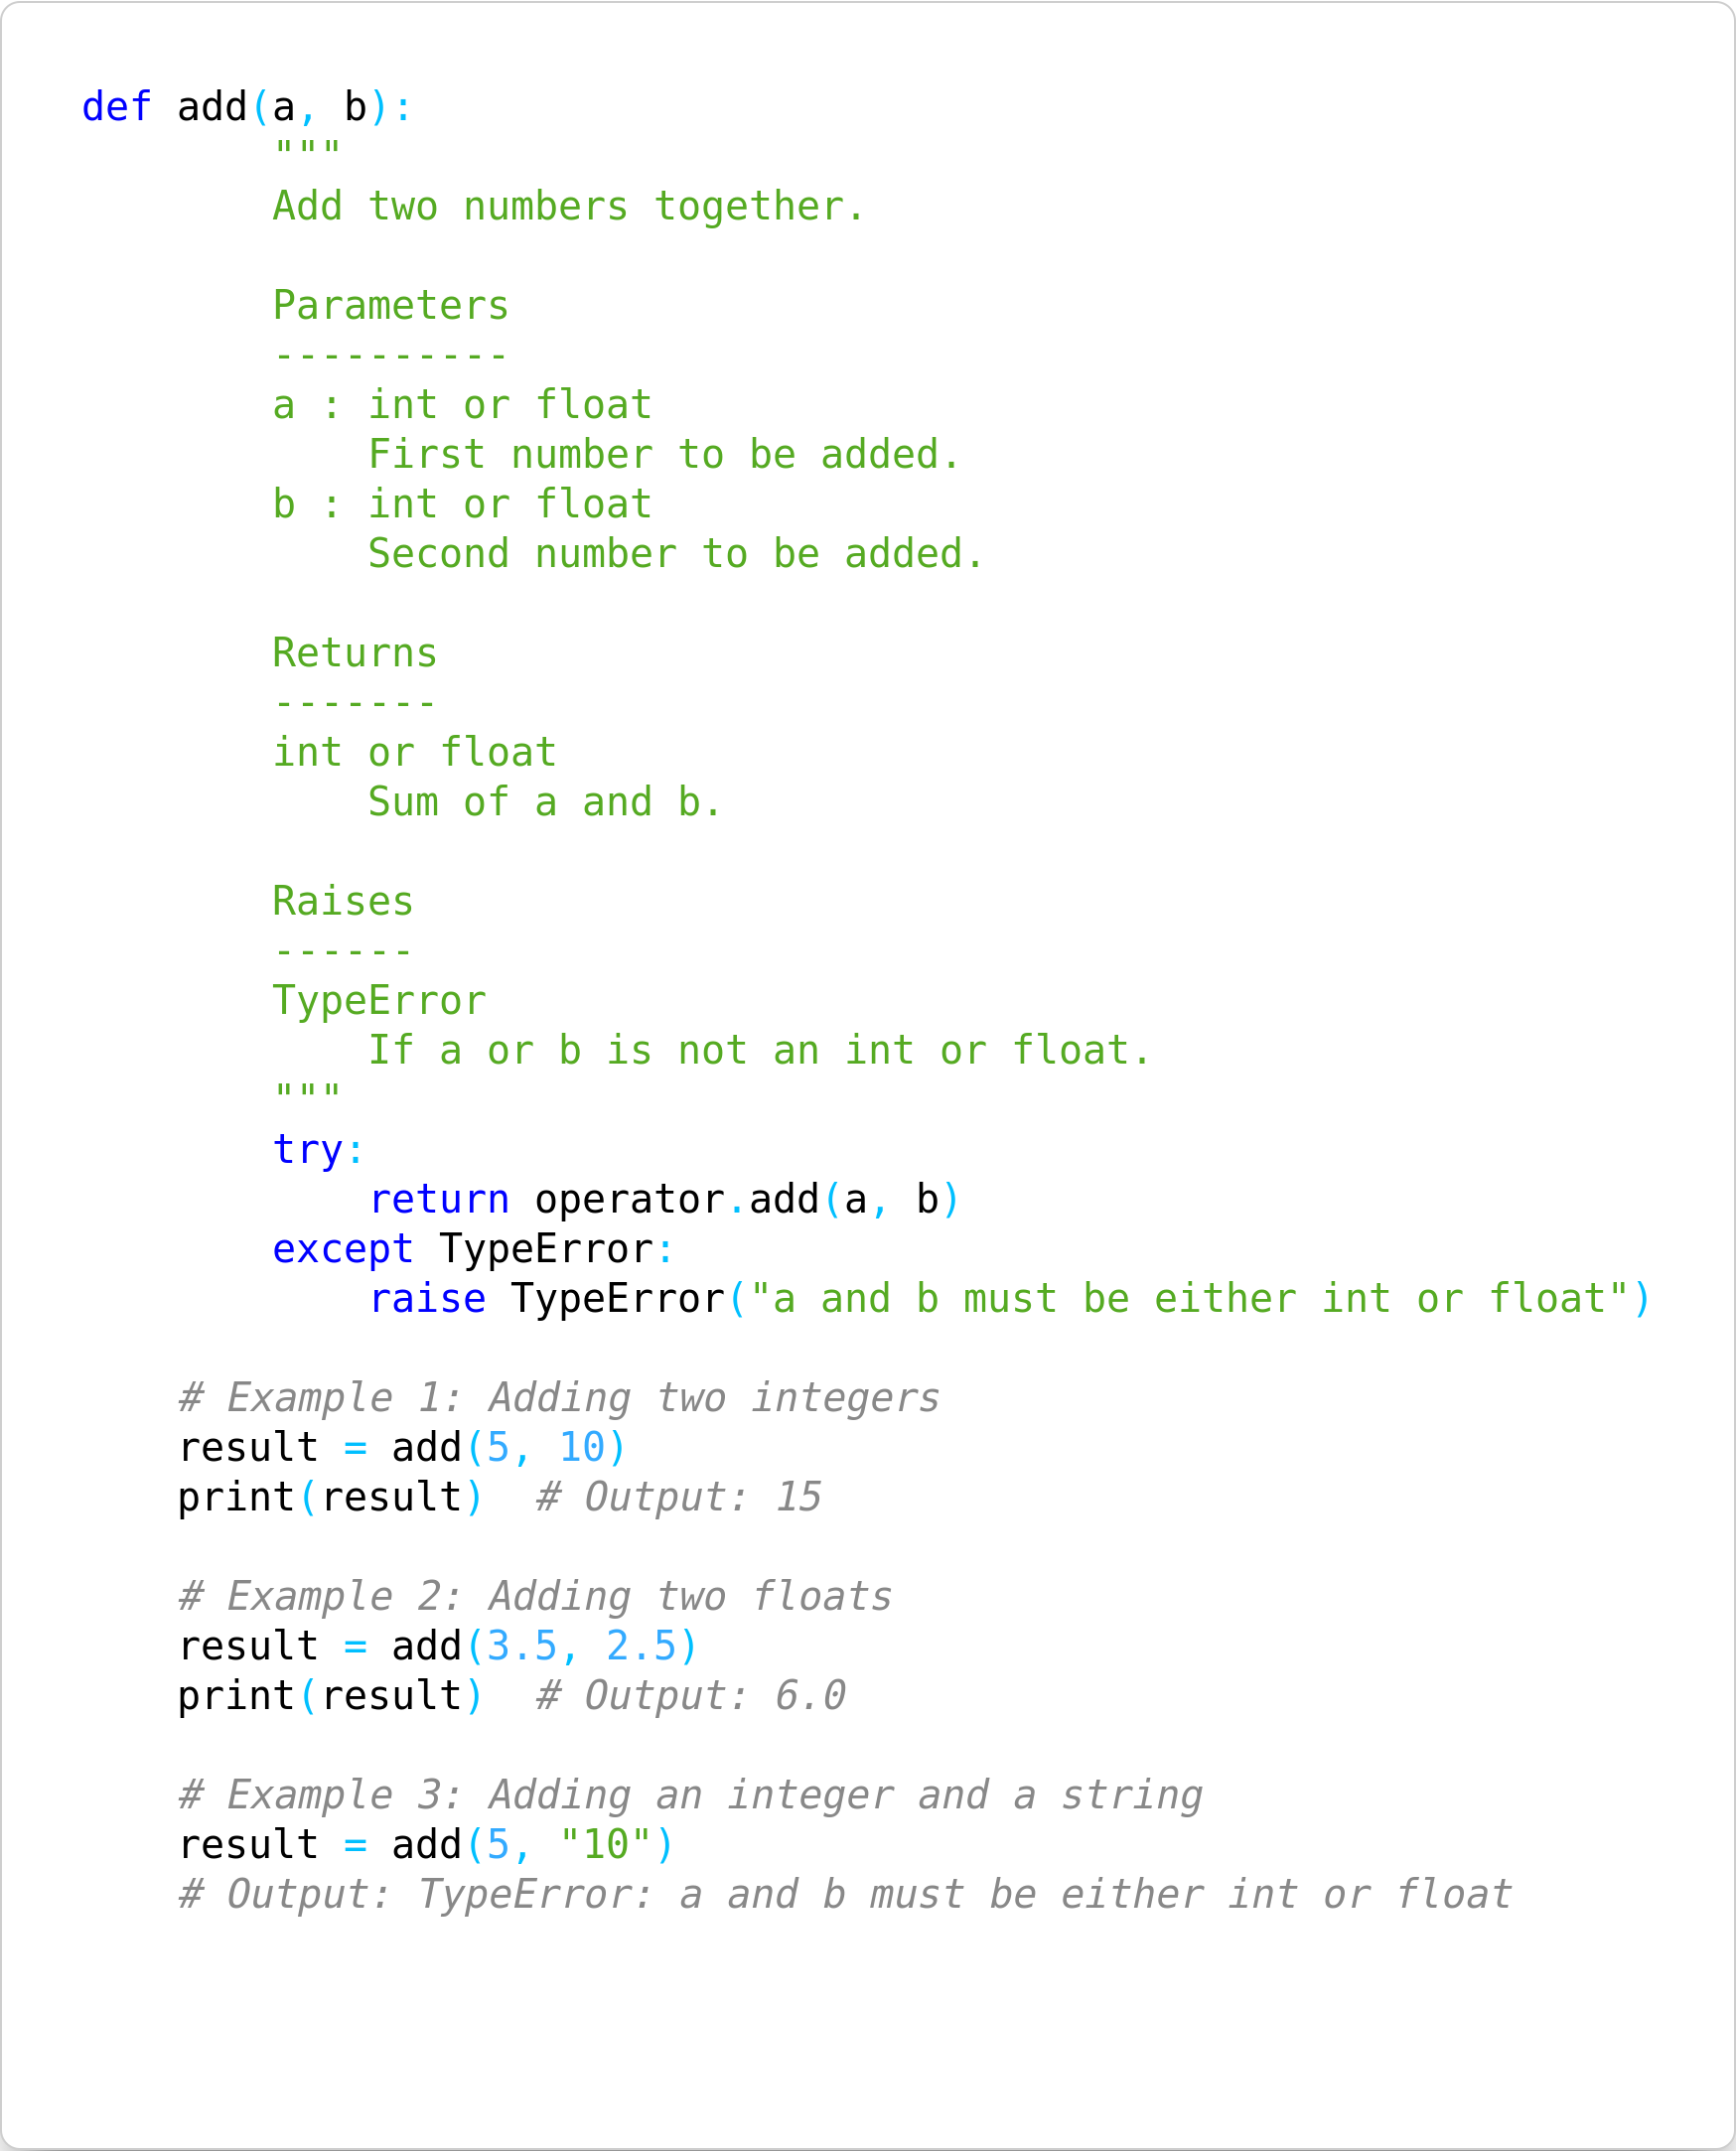 def add(a, b):
        """
        Add two numbers together.

        Parameters
        ----------
        a : int or float
            First number to be added.
        b : int or float
            Second number to be added.

        Returns
        -------
        int or float
            Sum of a and b.

        Raises
        ------
        TypeError
            If a or b is not an int or float.
        """
        try:
            return operator.add(a, b)
        except TypeError:
            raise TypeError("a and b must be either int or float")

    # Example 1: Adding two integers
    result = add(5, 10)
    print(result)  # Output: 15

    # Example 2: Adding two floats
    result = add(3.5, 2.5)
    print(result)  # Output: 6.0

    # Example 3: Adding an integer and a string
    result = add(5, "10")
    # Output: TypeError: a and b must be either int or float